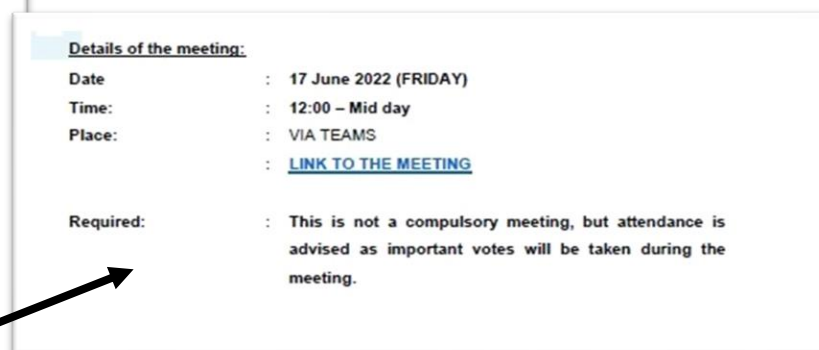 Details of the meeting:
Date : 17 June 2022 (FRIDAY)
Time: : 12:00 – Mid day
Place: : VIA TEAMS
: LINK TO THE MEETING
Required: : This is not a compulsory meeting, but attendance is
advised as important votes will be taken during the
meeting.